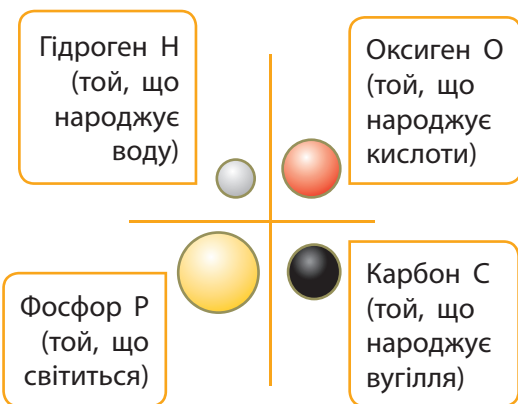 Гідроген H
(той, що
народжує
воду)
Оксиген O
(той, що
народжує
кислоти)
Фосфор P
(той, що
світиться)
Карбон C
(той, що
народжує
вугілля)